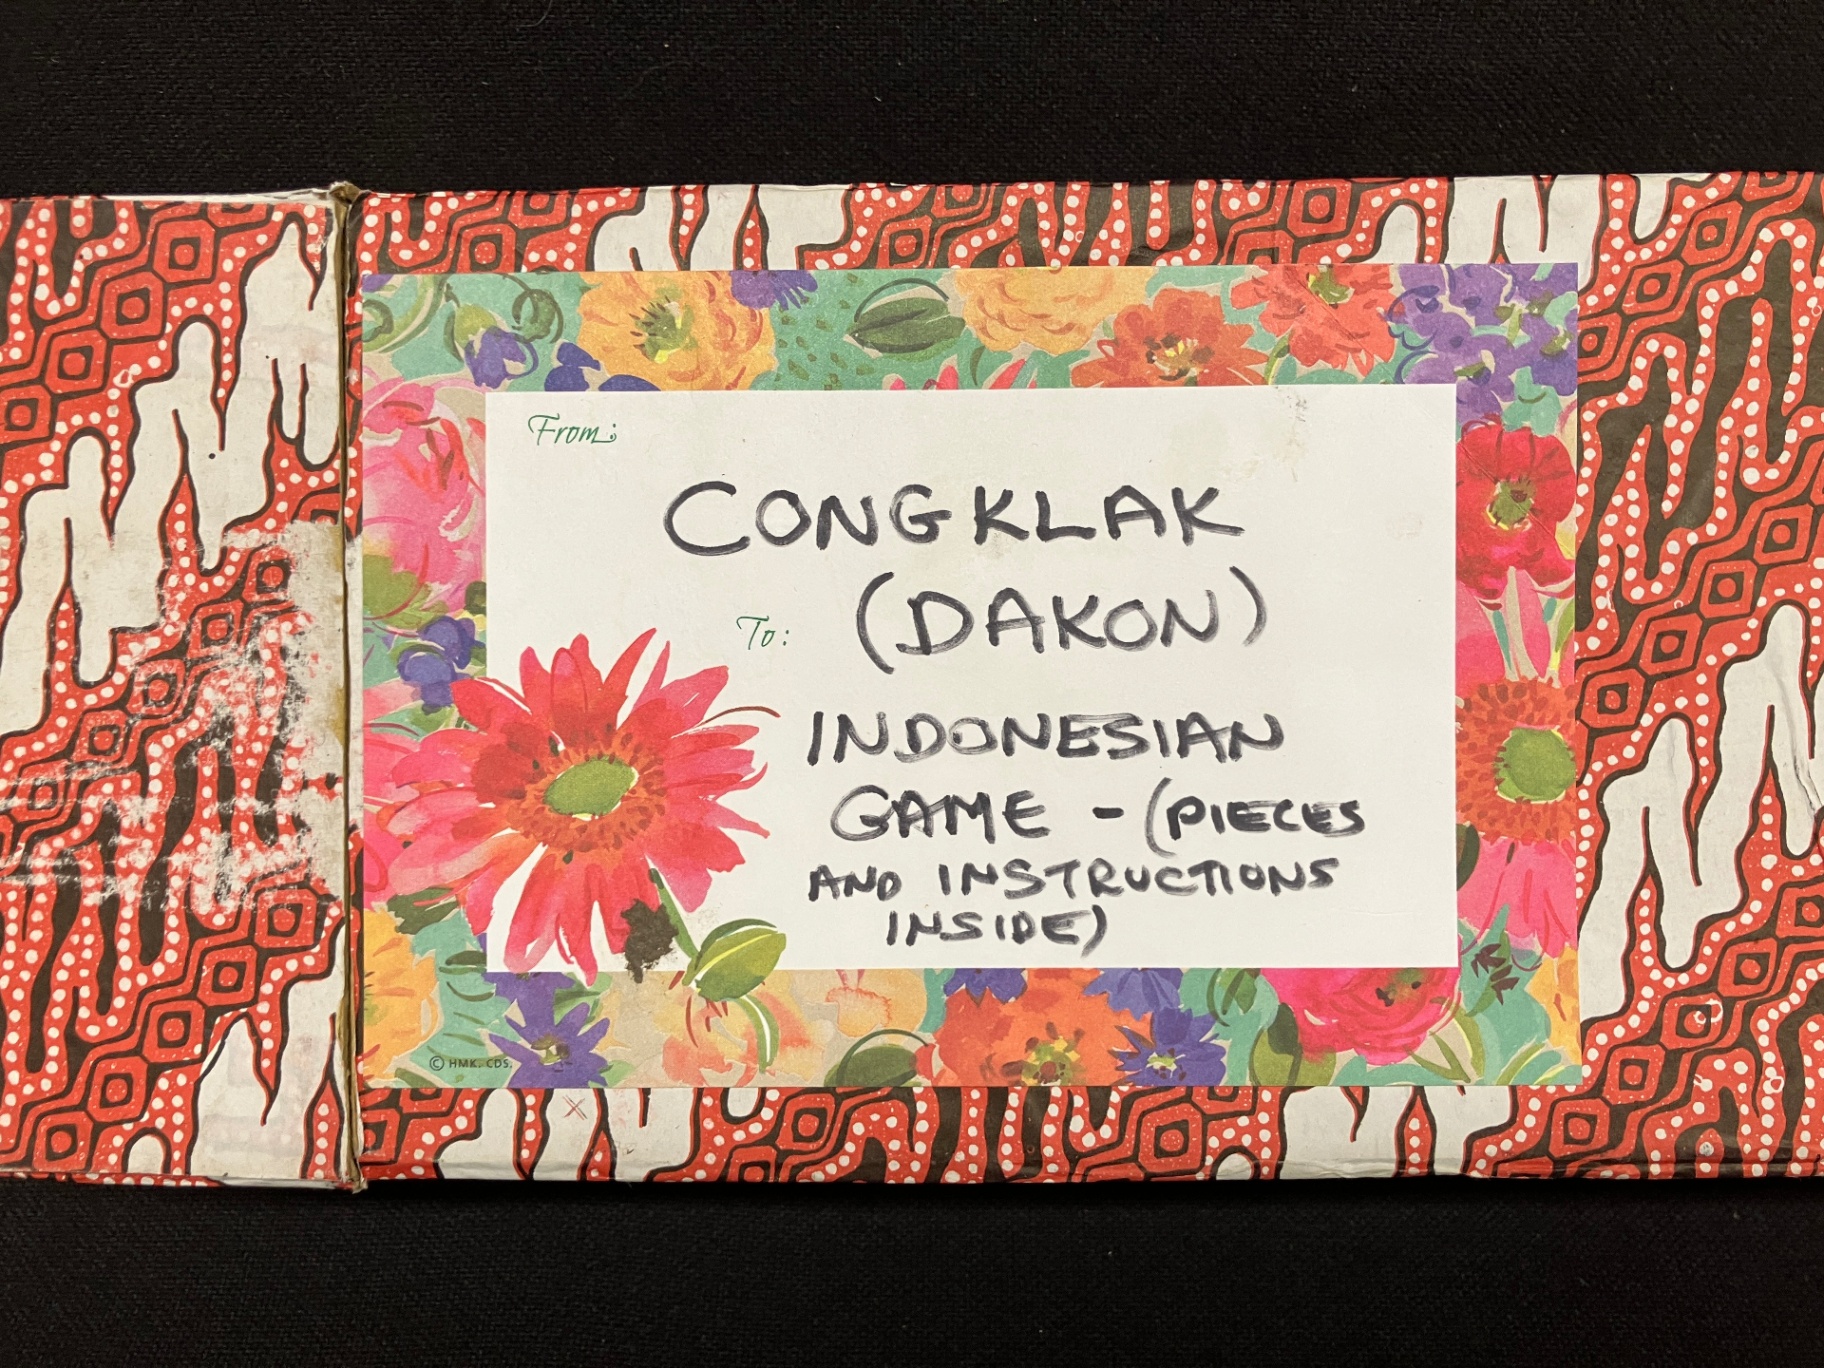 From:
CONGKLAK
To: (DAKON)
INDONESIAN
GAME - (PIECES
AND INSTRUCTIONS
INSIDE)
© HMK. CDS.